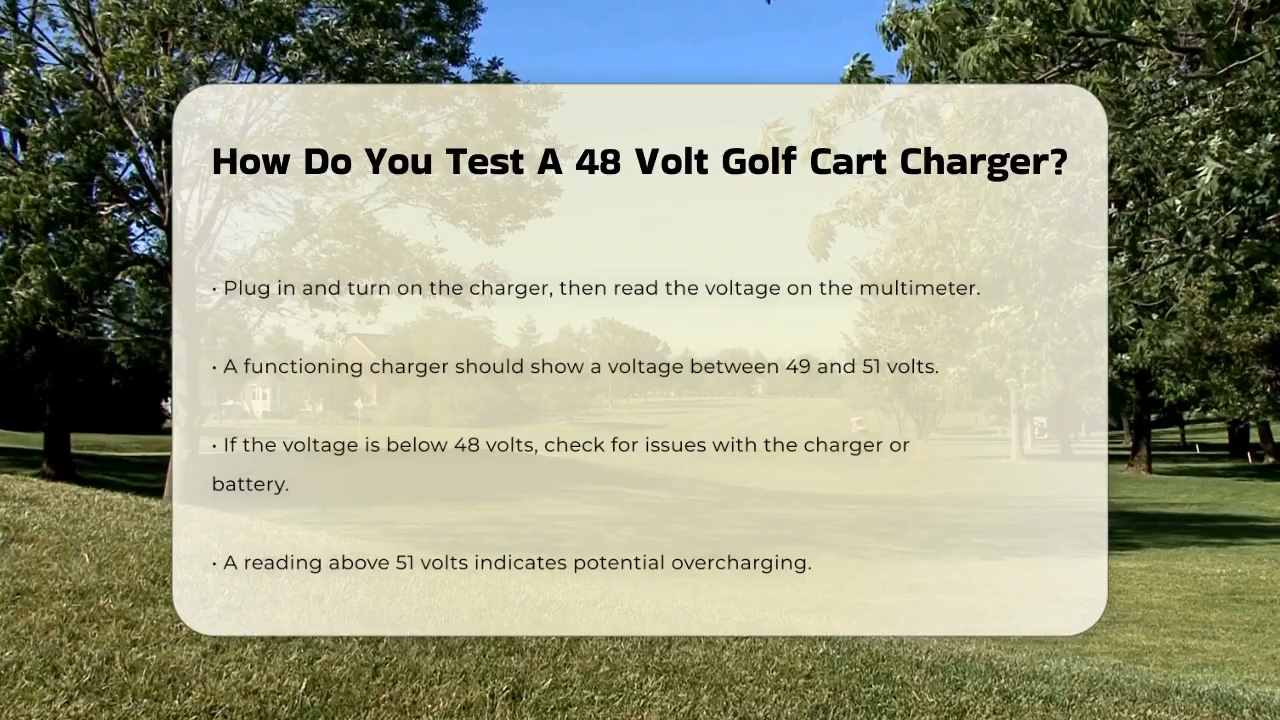 How Do You Test A 48 Volt Golf Cart Charger?
· Plug in and turn on the charger, then read the voltage on the multimeter.
· A functioning charger should show a voltage between 49 and 51 volts.
· If the voltage is below 48 volts, check for issues with the charger or
battery.
· A reading above 51 volts indicates potential overcharging.